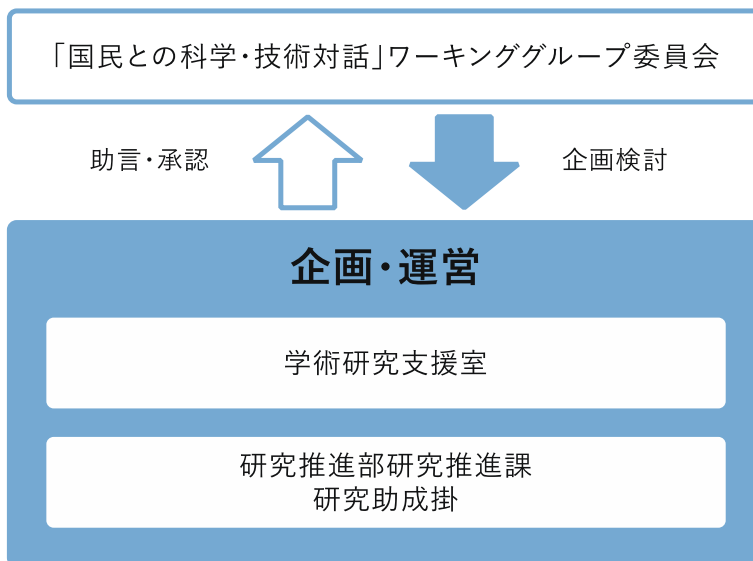 「国民との科学・技術対話」ワーキンググループ委員会
助言・承認
企画検討
企画・運営
学術研究支援室
研究推進部研究推進課
研究助成掛